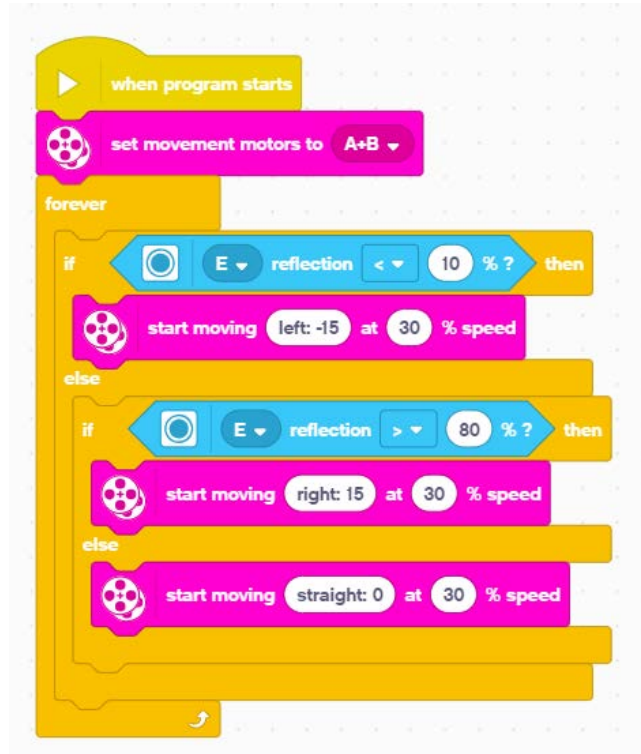 when program starts
set movement motors to A+B
forever
if E reflection < 10 % ? then
start moving left: -15 at 30 % speed
else
if E reflection > 80 % ? then
start moving right: 15 at 30 % speed
else
start moving straight: 0 at 30 % speed